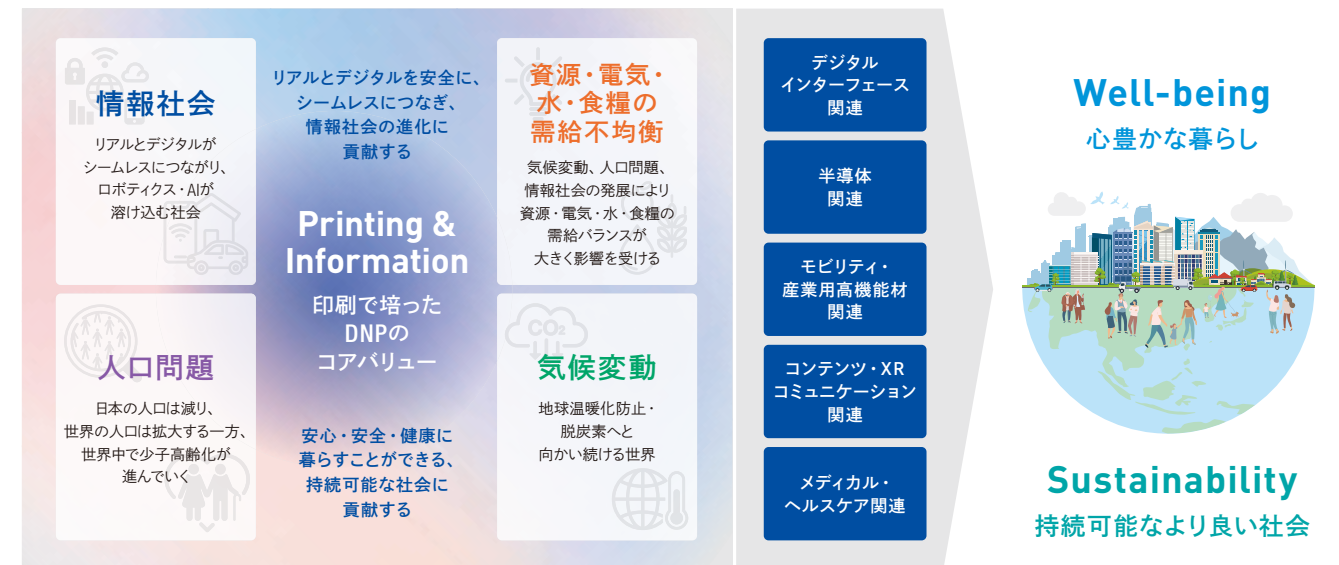 情報社会
リアルとデジタルが
シームレスにつながり、
ロボティクス・AIが
溶け込む社会
リアルとデジタルを安全に、
シームレスにつなぎ、
情報社会の進化に
貢献する
資源・電気・
水・食糧の
需給不均衡
気候変動、人口問題、
情報社会の発展により
資源・電気・水・食糧の
需給バランスが
大きく影響を受ける
Printing &
Information
印刷で培った
DNPの
コアバリュー
人口問題
日本の人口は減り、
世界の人口は拡大する一方、
世界中で少子高齢化が
進んでいく
安心・安全・健康に
暮らすことができる、
持続可能な社会に
貢献する
CO₂
気候変動
地球温暖化防止・
脱炭素へと
向かい続ける世界
デジタル
インターフェース
関連
半導体
関連
モビリティ・
産業用高機能材
関連
コンテンツ・XR
コミュニケーション
関連
メディカル・
ヘルスケア関連
Well-being
心豊かな暮らし
Sustainability
持続可能なより良い社会